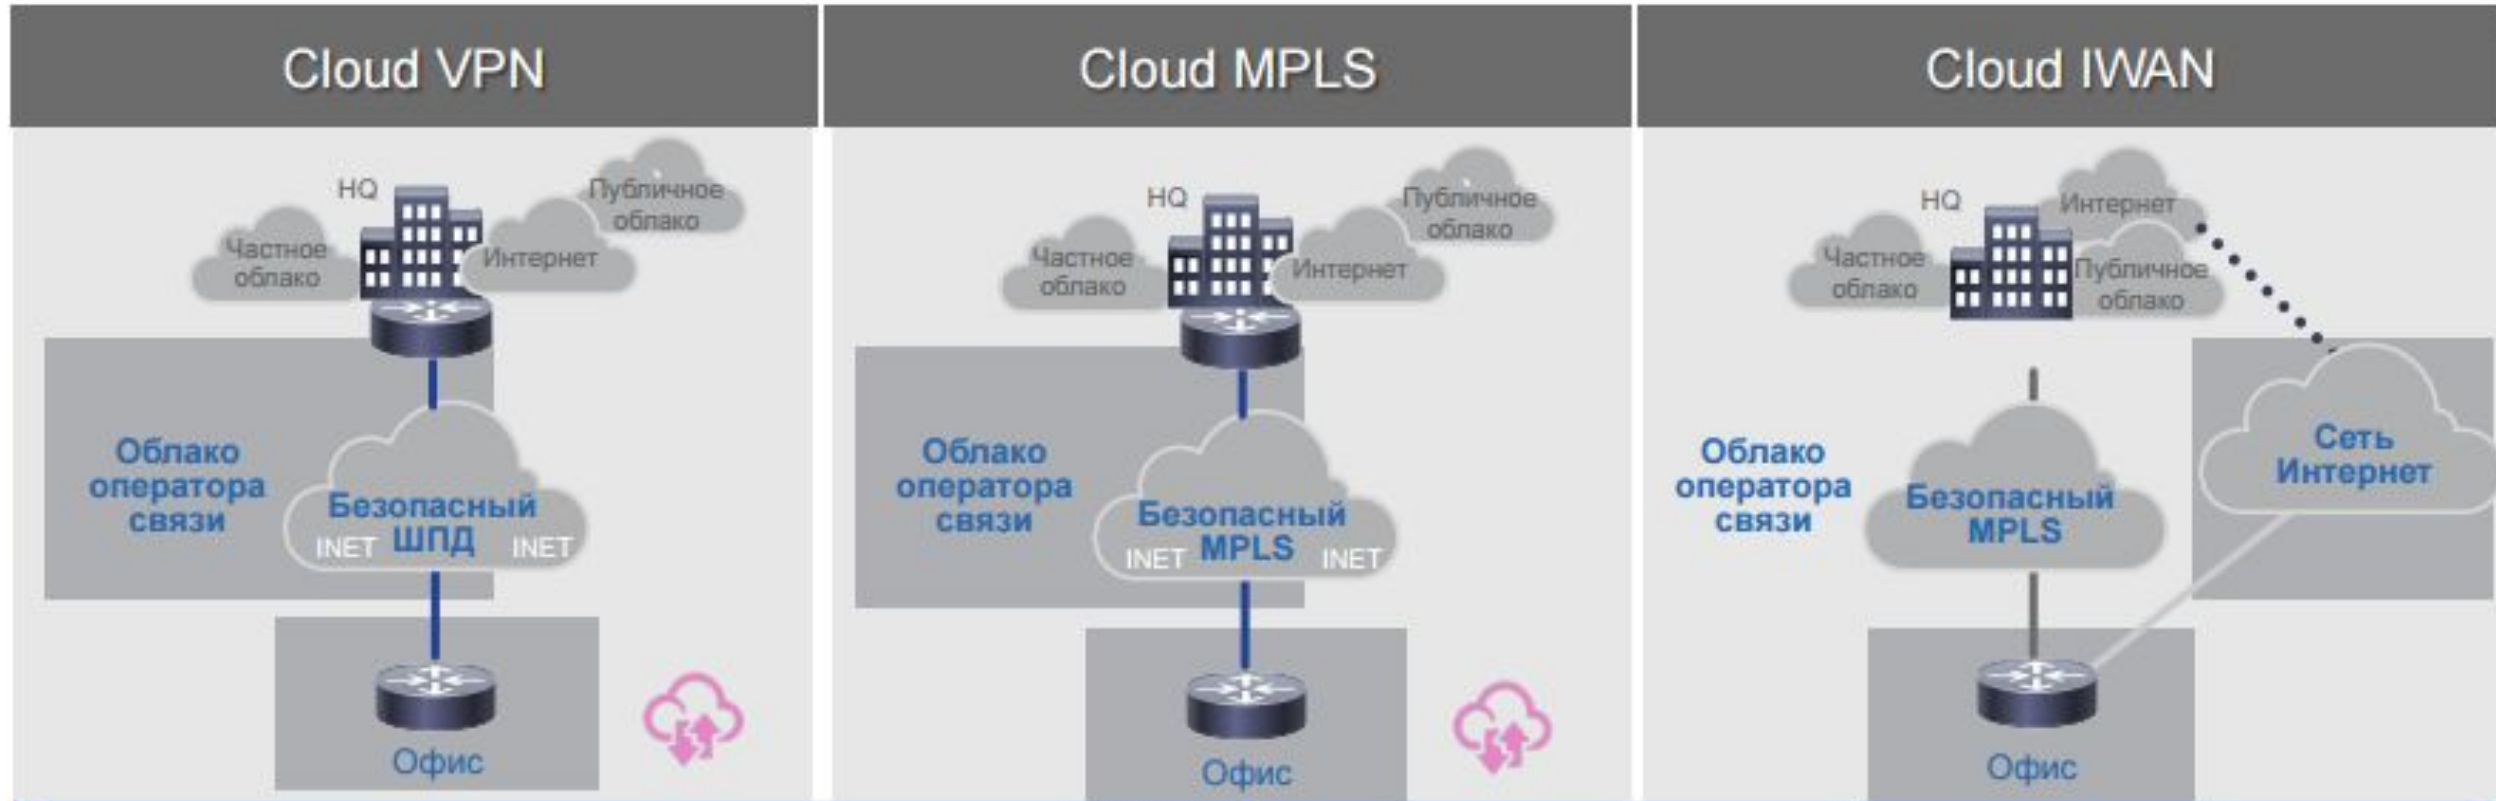 Cloud VPN
HQ
Публичное
облако
Частное
облако
Интернет
Облако
оператора
связи
Безопасный
INET ШПД INET
Офис
Cloud MPLS
HQ
Публичное
облако
Частное
облако
Интернет
Облако
оператора
связи
Безопасный
INET MPLS INET
Офис
Cloud IWAN
HQ
Интернет
Частное
облако
Публичное
облако
Облако
оператора
связи
Безопасный
MPLS
Сеть
Интернет
Офис